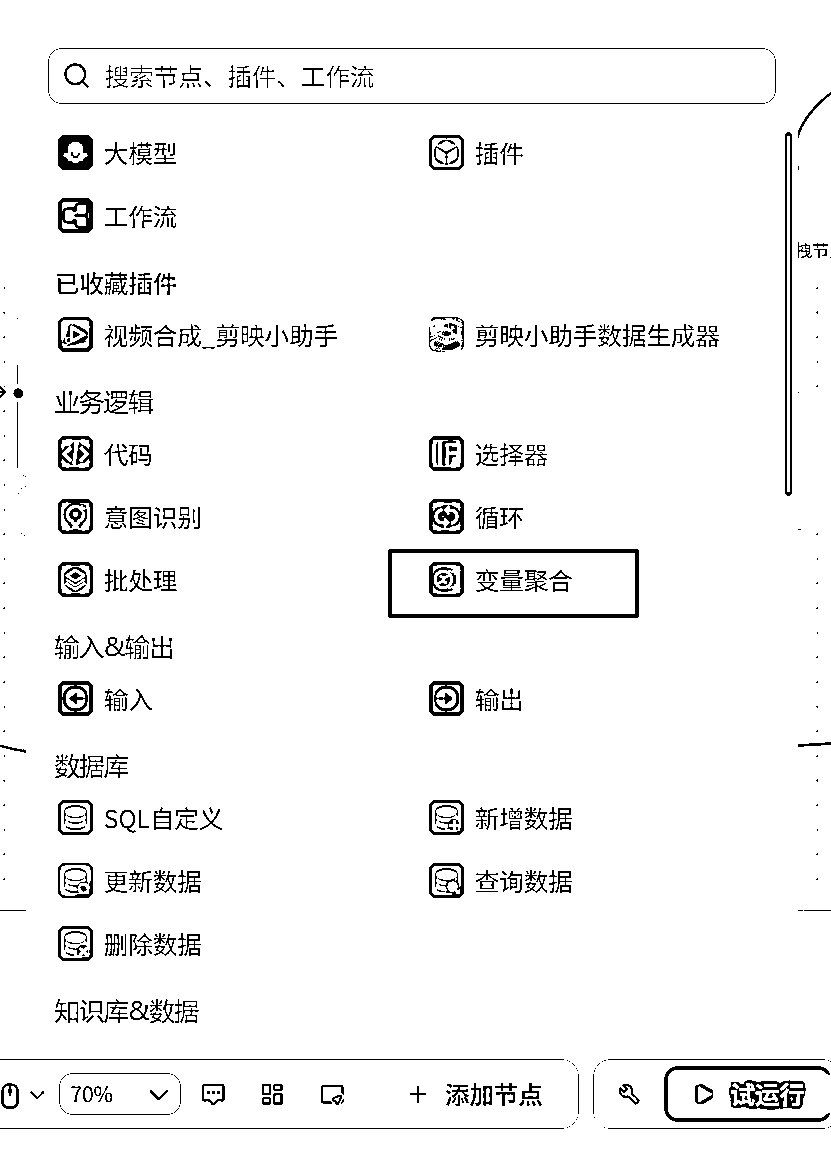 搜索节点、插件、工作流
大模型
插件
工作流
已收藏插件
视频合成_剪映小助手
剪映小助手数据生成器
业务逻辑
代码
选择器
意图识别
循环
批处理
变量聚合
输入&输出
输入
输出
数据库
SQL自定义
新增数据
更新数据
查询数据
删除数据
知识库&数据
70%
添加节点
试运行